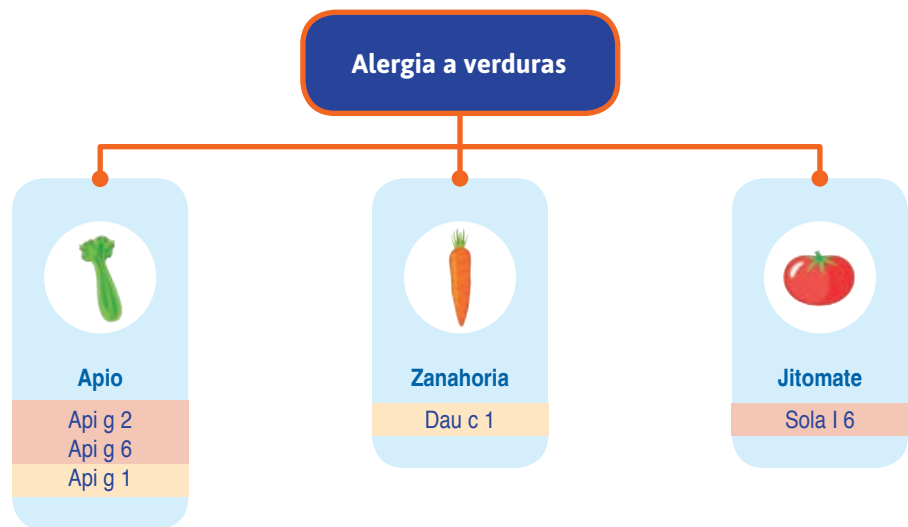 Alergia a verduras
Apio
Api g 2
Api g 6
Api g 1
Zanahoria
Dau c 1
Jitomate
Sola l 6